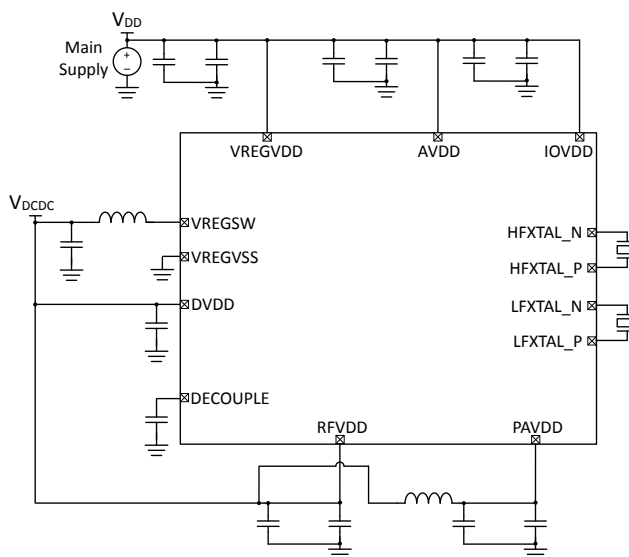 VDD
Main
Supply
+
−
VREGVDD
AVDD
IOVDD
VDCDC
VREGSW
HFXTAL_N
VREGVSS
HFXTAL_P
DVDD
LFXTAL_N
LFXTAL_P
DECOUPLE
RFVDD
PAVDD